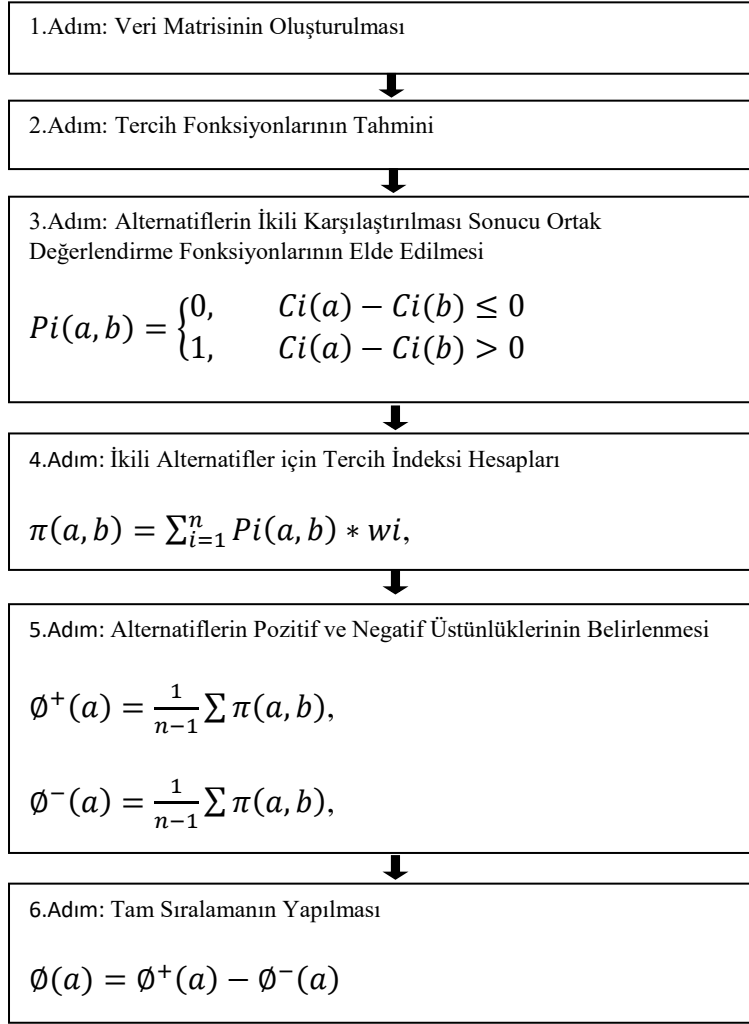 1.Adım: Veri Matrisinin Oluşturulması
2.Adım: Tercih Fonksiyonlarının Tahmini
3.Adım: Alternatiflerin İkili Karşılaştırılması Sonucu Ortak
Değerlendirme Fonksiyonlarının Elde Edilmesi
Pi(a, b) = {0, Ci(a) − Ci(b) ≤ 0
1, Ci(a) − Ci(b) > 0
4.Adım: İkili Alternatifler için Tercih İndeksi Hesapları
π(a, b) = ∑ⁿᵢ₌₁ Pi(a, b) ∗ wi,
5.Adım: Alternatiflerin Pozitif ve Negatif Üstünlüklerinin Belirlenmesi
∅⁺(a) = 1/(n−1) ∑ π(a, b),
∅⁻(a) = 1/(n−1) ∑ π(a, b),
6.Adım: Tam Sıralamanın Yapılması
∅(a) = ∅⁺(a) − ∅⁻(a)